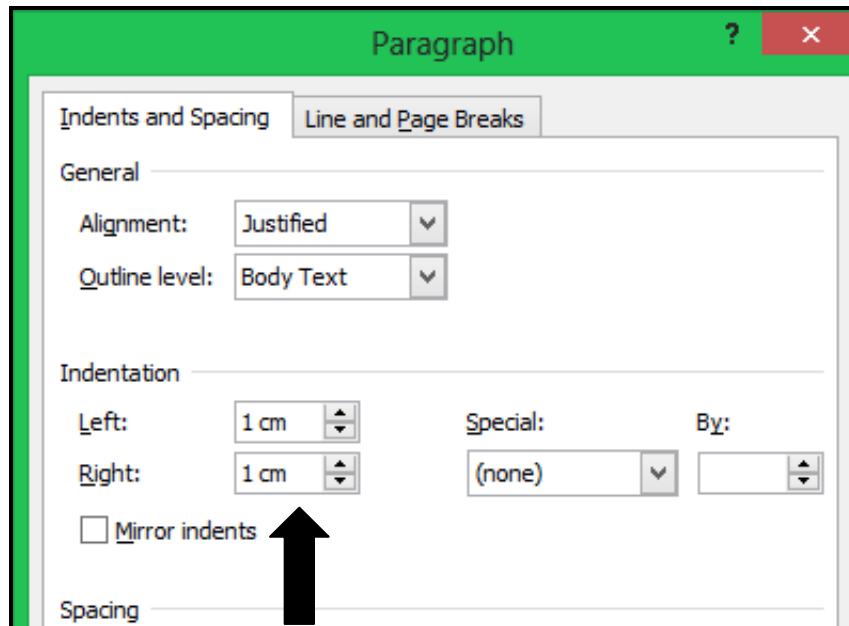 Paragraph ? ×
Indents and Spacing Line and Page Breaks
General
Alignment: Justified
Outline level: Body Text
Indentation
Left: 1 cm Special: By:
Right: 1 cm (none)
Mirror indents
Spacing